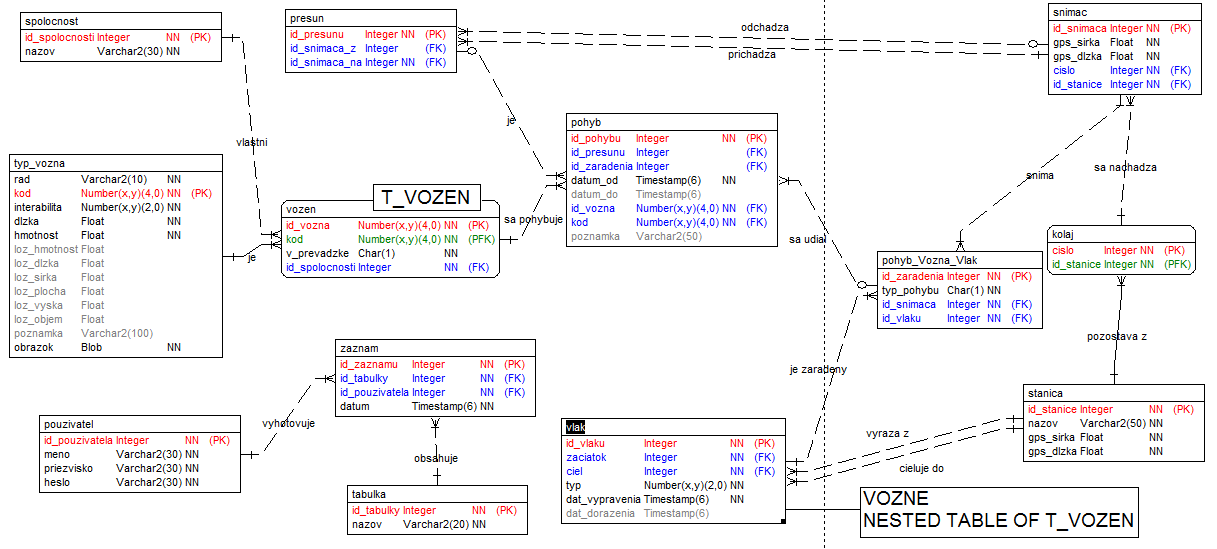 spolocnost
id_spolocnosti Integer NN (PK)
nazov Varchar2(30) NN
presun
id_presunu Integer NN (PK)
id_snimaca_z Integer (FK)
id_snimaca_na Integer NN (FK)
odchadza
prichadza
snimac
id_snimaca Integer NN (PK)
gps_sirka Float NN
gps_dlzka Float NN
cislo Integer NN (FK)
id_stanice Integer NN (FK)
vlastni
je
pohyb
id_pohybu Integer NN (PK)
id_presunu Integer (FK)
id_zaradenia Integer (FK)
datum_od Timestamp(6) NN
datum_do Timestamp(6)
id_vozna Number(x,y)(4,0) NN (FK)
kod Number(x,y)(4,0) NN (FK)
poznamka Varchar2(50)
snima
sa nachadza
typ_vozna
rad Varchar2(10) NN
kod Number(x,y)(4,0) NN (PK)
interabilita Number(x,y)(2,0) NN
dlzka Float NN
hmotnost Float NN
loz_hmotnost Float
loz_dlzka Float
loz_sirka Float
loz_plocha Float
loz_vyska Float
loz_objem Float
poznamka Varchar2(100)
obrazok Blob NN
je
T_VOZEN
vozen
id_vozna Number(x,y)(4,0) NN (PK)
kod Number(x,y)(4,0) NN (PFK)
v_prevadzke Char(1) NN
id_spolocnosti Integer NN (FK)
sa pohybuje
sa udial
pohyb_Vozna_Vlak
id_zaradenia Integer NN (PK)
typ_pohybu Char(1) NN
id_snimaca Integer NN (FK)
id_vlaku Integer NN (FK)
kolaj
cislo Integer NN (PK)
id_stanice Integer NN (PFK)
pozostava z
je zaradeny
zaznam
id_zaznamu Integer NN (PK)
id_tabulky Integer NN (FK)
id_pouzivatela Integer NN (FK)
datum Timestamp(6) NN
pouzivatel
id_pouzivatela Integer NN (PK)
meno Varchar2(30) NN
priezvisko Varchar2(30) NN
heslo Varchar2(30) NN
vyhotovuje
obsahuje
tabulka
id_tabulky Integer NN (PK)
nazov Varchar2(20) NN
vlak
id_vlaku Integer NN (PK)
zaciatok Integer NN (FK)
ciel Integer NN (FK)
typ Number(x,y)(2,0) NN
dat_vypravenia Timestamp(6) NN
dat_dorazenia Timestamp(6)
vyraza z
cieluje do
stanica
id_stanice Integer NN (PK)
nazov Varchar2(50) NN
gps_sirka Float NN
gps_dlzka Float NN
VOZNE
NESTED TABLE OF T_VOZEN